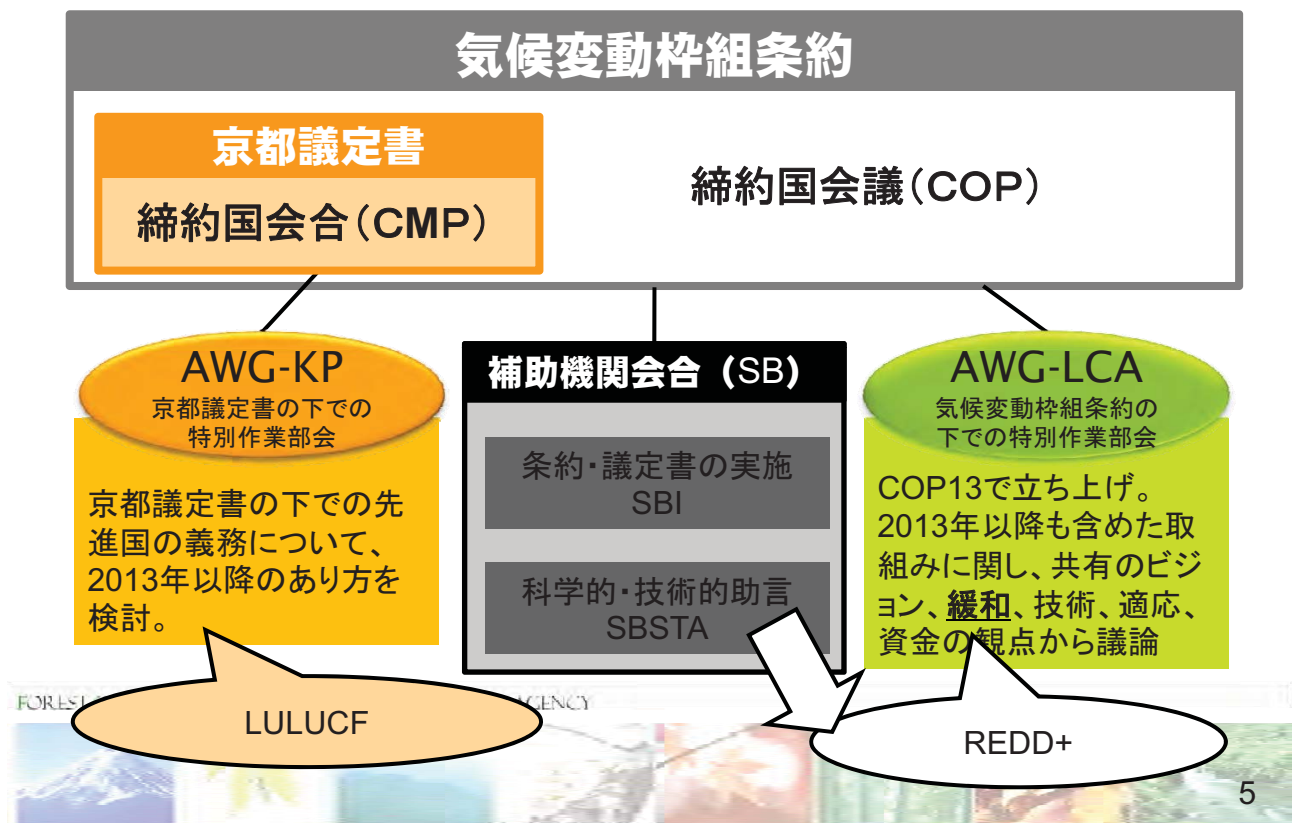 気候変動枠組条約
京都議定書
締約国会合(CMP)
締約国会議(COP)
AWG-KP
京都議定書の下での
特別作業部会
京都議定書の下での先
進国の義務について、
2013年以降のあり方を
検討。
補助機関会合(SB)
条約・議定書の実施
SBI
科学的・技術的助言
SBSTA
AWG-LCA
気候変動枠組条約の
下での特別作業部会
COP13で立ち上げ。
2013年以降も含めた取
組みに関し、共有のビジ
ョン、緩和、技術、適応、
資金の観点から議論
LULUCF
REDD+
5